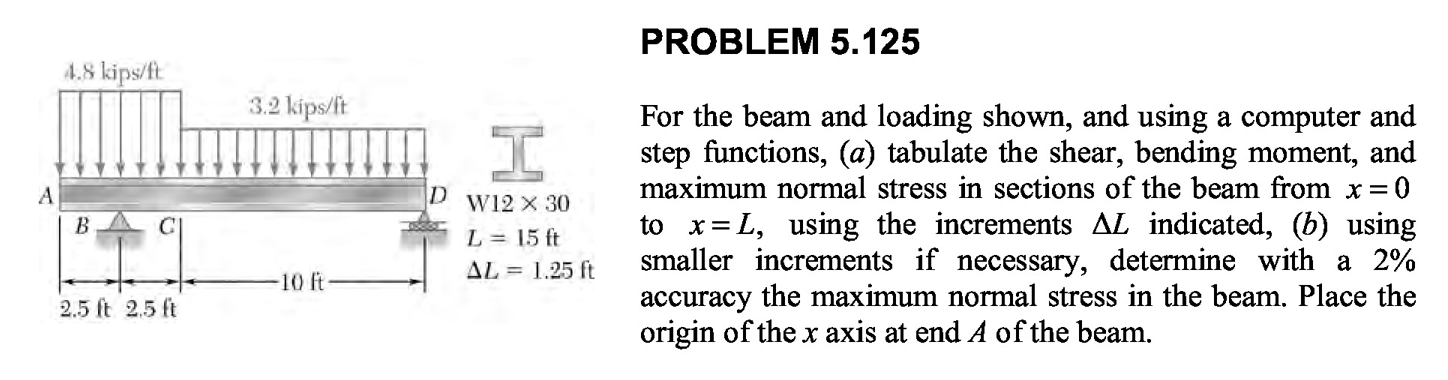 PROBLEM 5.125
4.8 kips/ft
3.2 kips/ft
A
B
C
D
W12 × 30
L = 15 ft
ΔL = 1.25 ft
10 ft
2.5 ft 2.5 ft
For the beam and loading shown, and using a computer and
step functions, (a) tabulate the shear, bending moment, and
maximum normal stress in sections of the beam from x = 0
to x = L, using the increments ΔL indicated, (b) using
smaller increments if necessary, determine with a 2%
accuracy the maximum normal stress in the beam. Place the
origin of the x axis at end A of the beam.